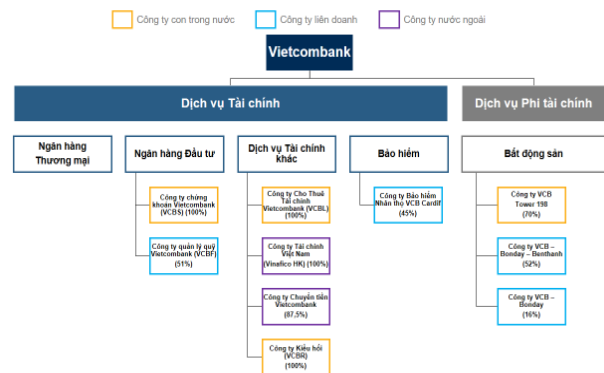 Công ty con trong nước
Công ty liên doanh
Công ty nước ngoài
Vietcombank
Dịch vụ Tài chính
Dịch vụ Phi tài chính
Ngân hàng
Thương mại
Ngân hàng Đầu tư
Dịch vụ Tài chính
khác
Bảo hiểm
Bất động sản
Công ty chứng
khoán Vietcombank
(VCBS) (100%)
Công ty quản lý quỹ
Vietcombank (VCBF)
(51%)
Công ty Cho Thuê
Tài chính
Vietcombank (VCBL)
(100%)
Công ty Tài chính
Việt Nam
(Vinafico HK) (100%)
Công ty Chuyển tiền
Vietcombank
(87,5%)
Công ty Kiều hối
(VCBR)
(100%)
Công ty Bảo hiểm
Nhân thọ VCB Cardif
(45%)
Công ty VCB
Tower 198
(70%)
Công ty VCB
– Bonday – Benthanh
(52%)
Công ty VCB –
Bonday
(16%)